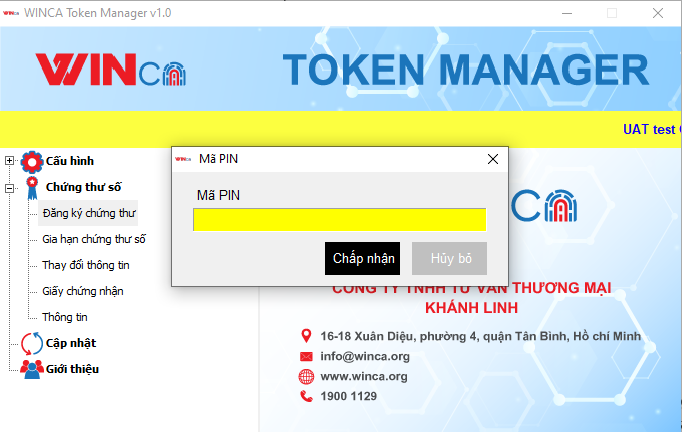 WINCA Token Manager v1.0
WINCA
TOKEN MANAGER
UAT test
Cấu hình
Chứng thư số
Đăng ký chứng thư
Gia hạn chứng thư số
Thay đổi thông tin
Giấy chứng nhận
Thông tin
Cập nhật
Giới thiệu
WINCA Mã PIN
Mã PIN
Chấp nhận
Hủy bỏ
CA
CÔNG TY TNHH TƯ VẤN THƯƠNG MẠI
KHÁNH LINH
16-18 Xuân Diệu, phường 4, quận Tân Bình, Hồ chí Minh
info@winca.org
www.winca.org
1900 1129